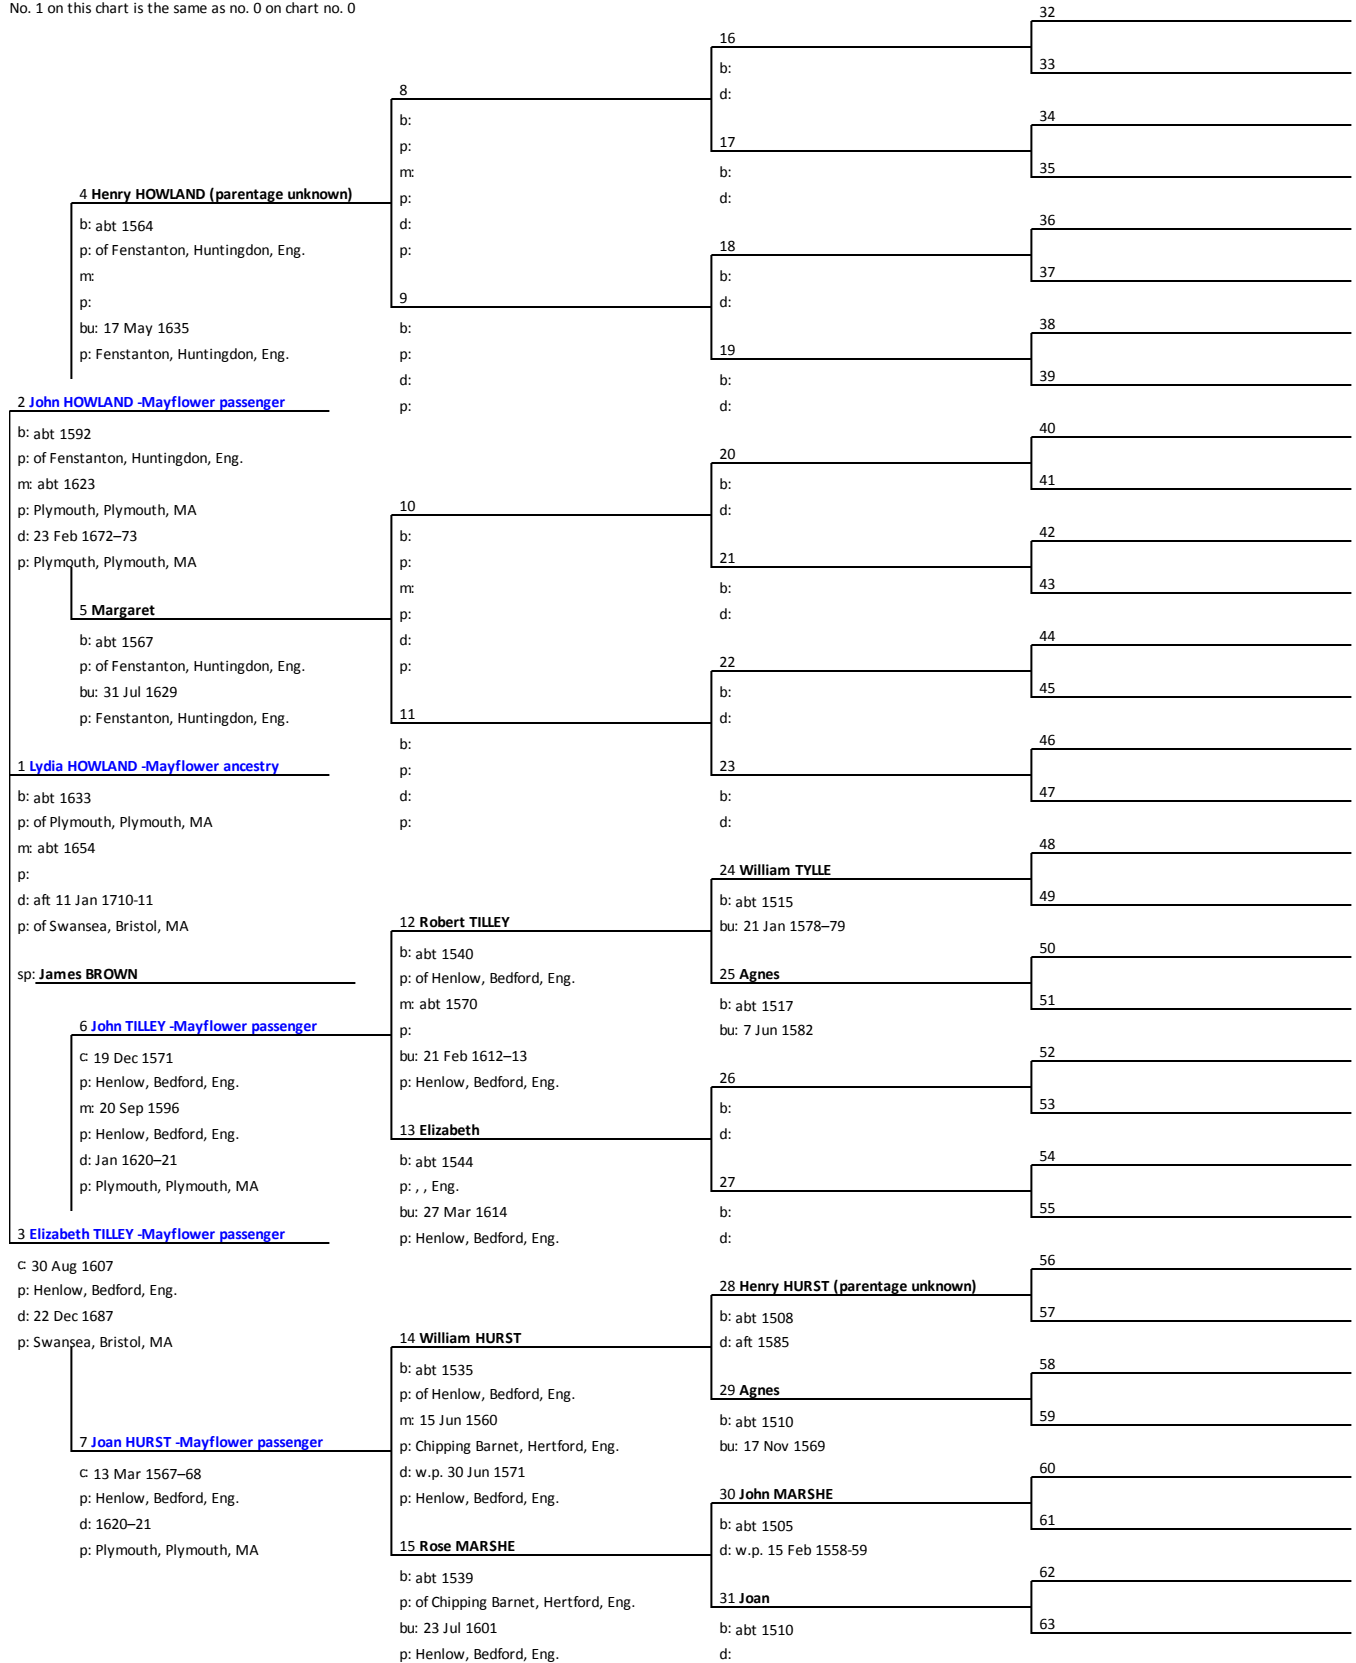 No. 1 on this chart is the same as no. 0 on chart no. 0
2 John HOWLAND -Mayflower passenger
b: abt 1592
p: of Fenstanton, Huntingdon, Eng.
m: abt 1623
p: Plymouth, Plymouth, MA
d: 23 Feb 1672–73
p: Plymouth, Plymouth, MA
1 Lydia HOWLAND -Mayflower ancestry
b: abt 1633
p: of Plymouth, Plymouth, MA
m: abt 1654
p:
d: aft 11 Jan 1710-11
p: of Swansea, Bristol, MA
sp: James BROWN
3 Elizabeth TILLEY -Mayflower passenger
c: 30 Aug 1607
p: Henlow, Bedford, Eng.
d: 22 Dec 1687
p: Swansea, Bristol, MA
4 Henry HOWLAND (parentage unknown)
b: abt 1564
p: of Fenstanton, Huntingdon, Eng.
m:
p:
bu: 17 May 1635
p: Fenstanton, Huntingdon, Eng.
5 Margaret
b: abt 1567
p: of Fenstanton, Huntingdon, Eng.
bu: 31 Jul 1629
p: Fenstanton, Huntingdon, Eng.
6 John TILLEY -Mayflower passenger
c: 19 Dec 1571
p: Henlow, Bedford, Eng.
m: 20 Sep 1596
p: Henlow, Bedford, Eng.
d: Jan 1620–21
p: Plymouth, Plymouth, MA
7 Joan HURST -Mayflower passenger
c: 13 Mar 1567–68
p: Henlow, Bedford, Eng.
d: 1620–21
p: Plymouth, Plymouth, MA
8
b:
p:
m:
p:
d:
p:
9
b:
p:
d:
p:
10
b:
p:
m:
p:
d:
p:
11
b:
p:
d:
p:
12 Robert TILLEY
b: abt 1540
p: of Henlow, Bedford, Eng.
m: abt 1570
p:
bu: 21 Feb 1612–13
p: Henlow, Bedford, Eng.
13 Elizabeth
b: abt 1544
p: , , Eng.
bu: 27 Mar 1614
p: Henlow, Bedford, Eng.
14 William HURST
b: abt 1535
p: of Henlow, Bedford, Eng.
m: 15 Jun 1560
p: Chipping Barnet, Hertford, Eng.
d: w.p. 30 Jun 1571
p: Henlow, Bedford, Eng.
15 Rose MARSHE
b: abt 1539
p: of Chipping Barnet, Hertford, Eng.
bu: 23 Jul 1601
p: Henlow, Bedford, Eng.
16
b:
d:
17
b:
d:
18
b:
d:
19
b:
d:
20
b:
d:
21
b:
d:
22
b:
d:
23
b:
d:
24 William TYLLE
b: abt 1515
bu: 21 Jan 1578–79
25 Agnes
b: abt 1517
bu: 7 Jun 1582
26
b:
d:
27
b:
d:
28 Henry HURST (parentage unknown)
b: abt 1508
d: aft 1585
29 Agnes
b: abt 1510
bu: 17 Nov 1569
30 John MARSHE
b: abt 1505
d: w.p. 15 Feb 1558-59
31 Joan
b: abt 1510
d:
32
33
34
35
36
37
38
39
40
41
42
43
44
45
46
47
48
49
50
51
52
53
54
55
56
57
58
59
60
61
62
63